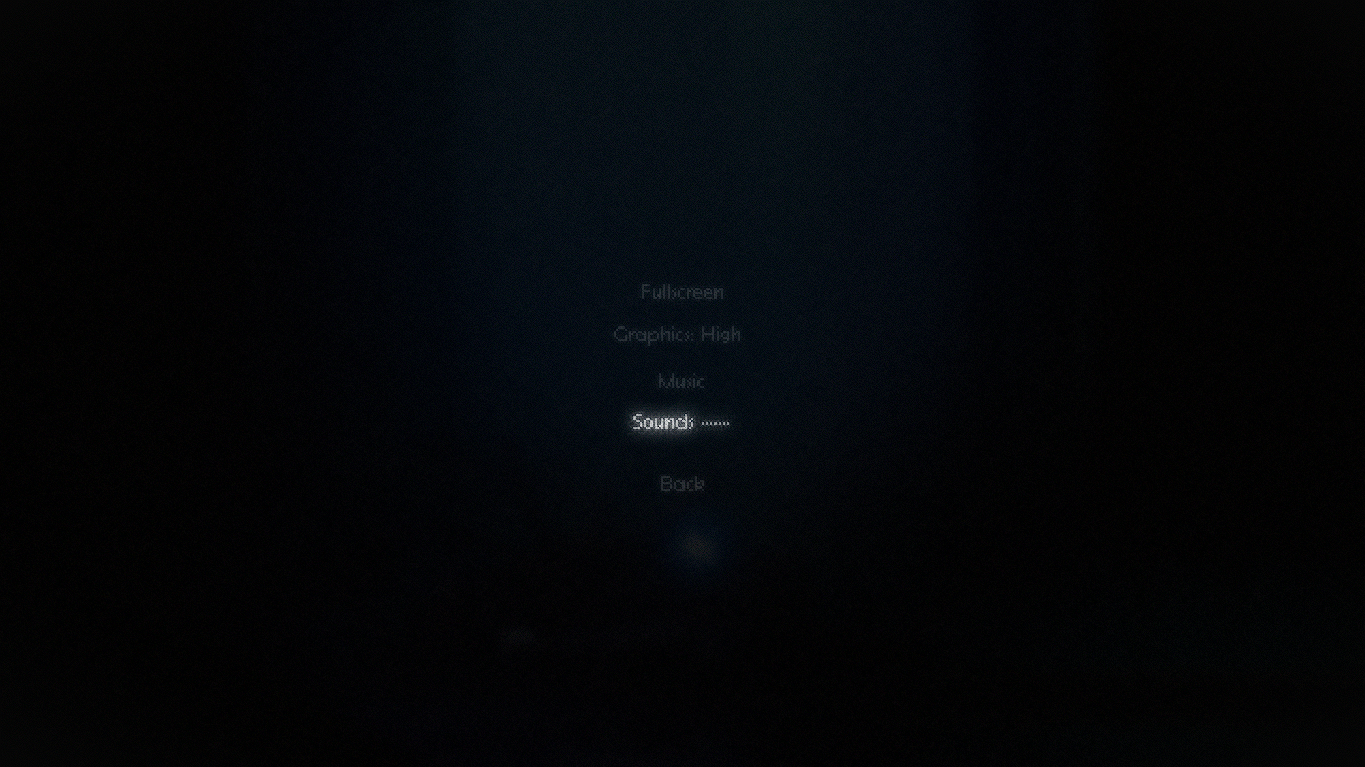 Fullscreen
Graphics: High
Music
Sounds .......
Back